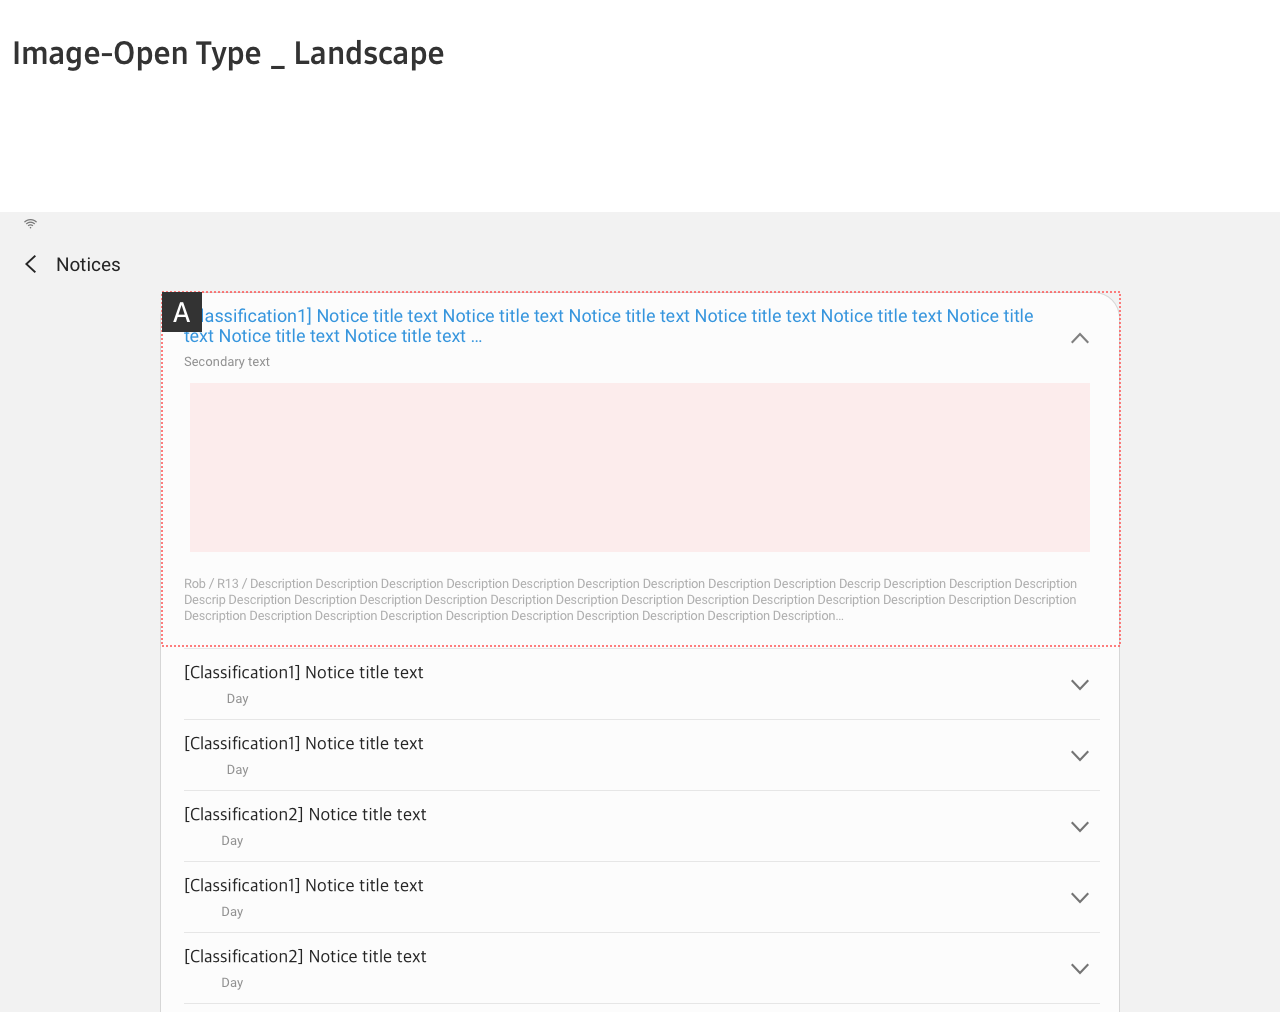 Image-Open Type _ Landscape
Notices
A
lassification1] Notice title text Notice title text Notice title text Notice title text Notice title text Notice title
text Notice title text Notice title text ...
Secondary text
Rob / R13 / Description Description Description Description Description Description Description Description Description Descrip Description Description Description
Descrip Description Description Description Description Description Description Description Description Description Description Description Description Description
Description Description Description Description Description Description Description Description Description Description...
[Classification1] Notice title text
Day
[Classification1] Notice title text
Day
[Classification2] Notice title text
Day
[Classification1] Notice title text
Day
[Classification2] Notice title text
Day